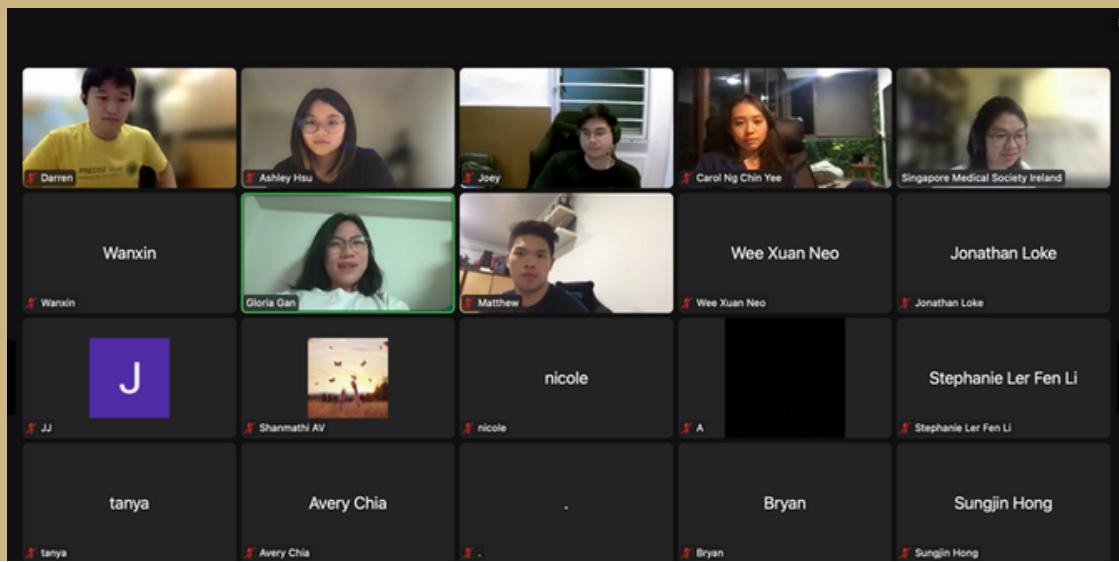 PRECISE
Darren
Ashley Hsu
Joey
Carol Ng Chin Yee
Singapore Medical Society Ireland
Wanxin
Wanxin
Gloria Gan
Matthew
Wee Xuan Neo
Wee Xuan Neo
Jonathan Loke
Jonathan Loke
J
JJ
Shanmathi AV
nicole
nicole
A
Stephanie Ler Fen Li
Stephanie Ler Fen Li
tanya
tanya
Avery Chia
Avery Chia
.
.
Bryan
Bryan
Sungjin Hong
Sungjin Hong